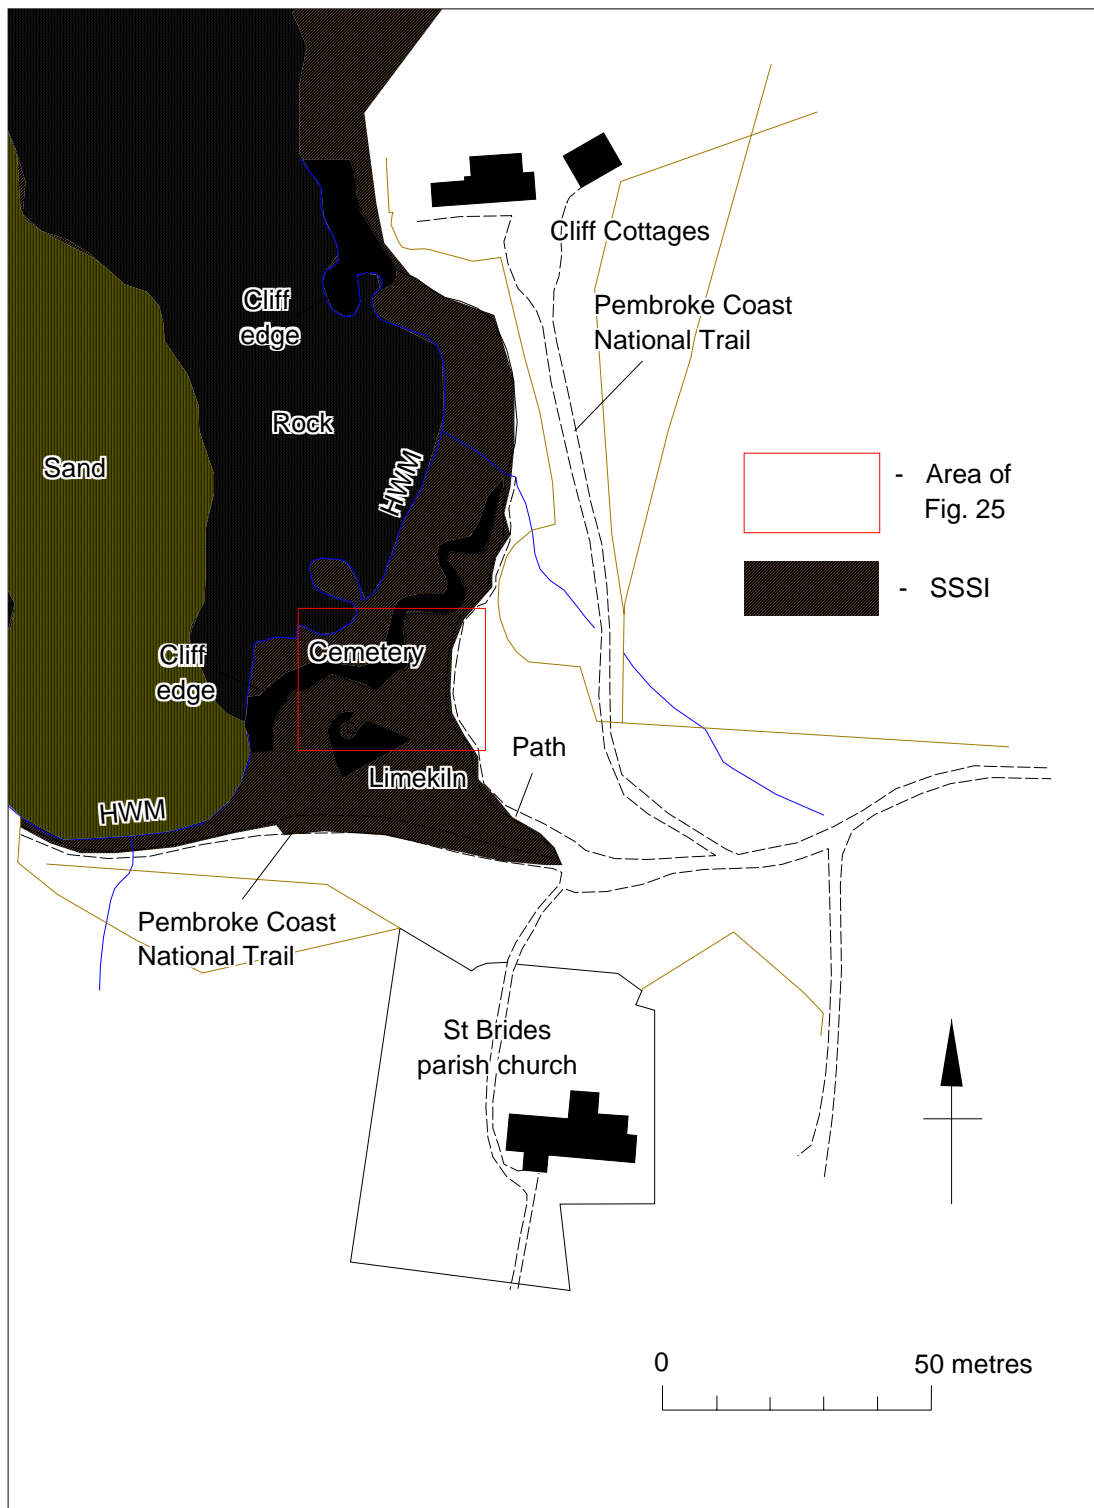 Cliff Cottages
Cliff
edge
Pembroke Coast
National Trail
Rock
Sand
HWM
- Area of
Fig. 25
- SSSI
Cemetery
Cliff
edge
Path
Limekiln
HWM
Pembroke Coast
National Trail
St Brides
parish church
0 50 metres